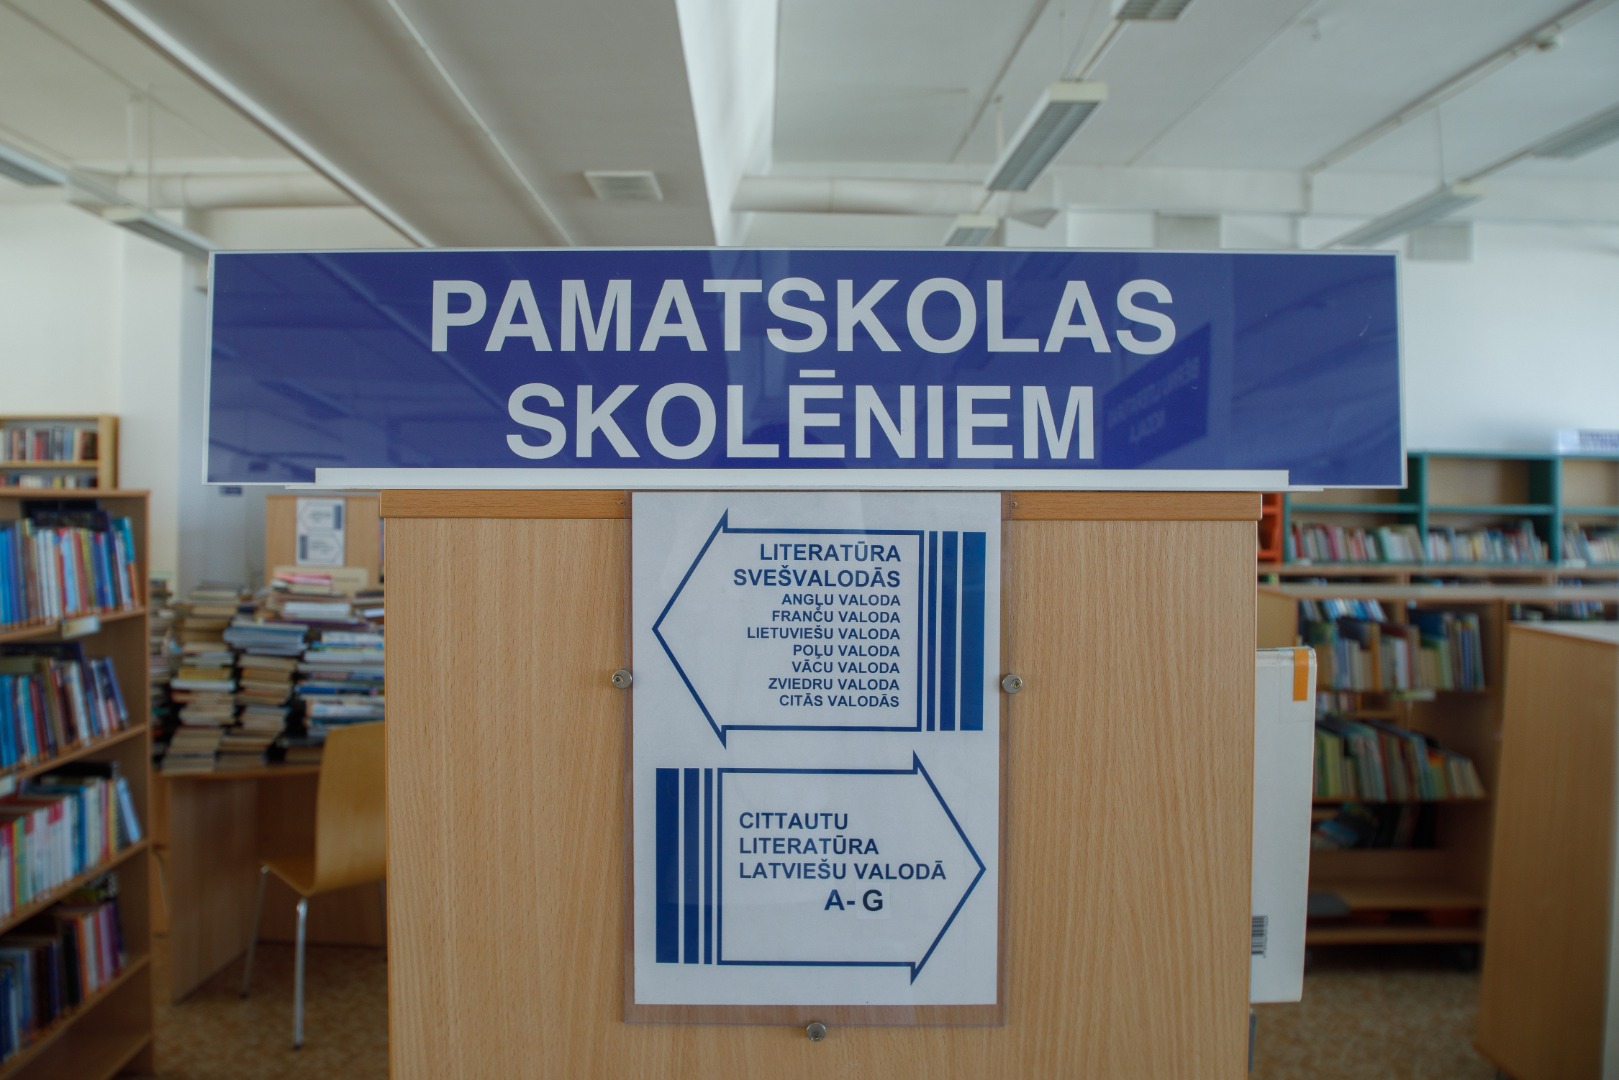 PAMATSKOLAS
SKOLĒNIEM
LITERATŪRA
SVEŠVALODĀS
ANGĻU VALODA
FRANČU VALODA
LIETUVIEŠU VALODA
POĻU VALODA
VĀCU VALODA
ZVIEDRU VALODA
CITĀS VALODĀS
CITTAUTU
LITERATŪRA
LATVIEŠU VALODĀ
A- G